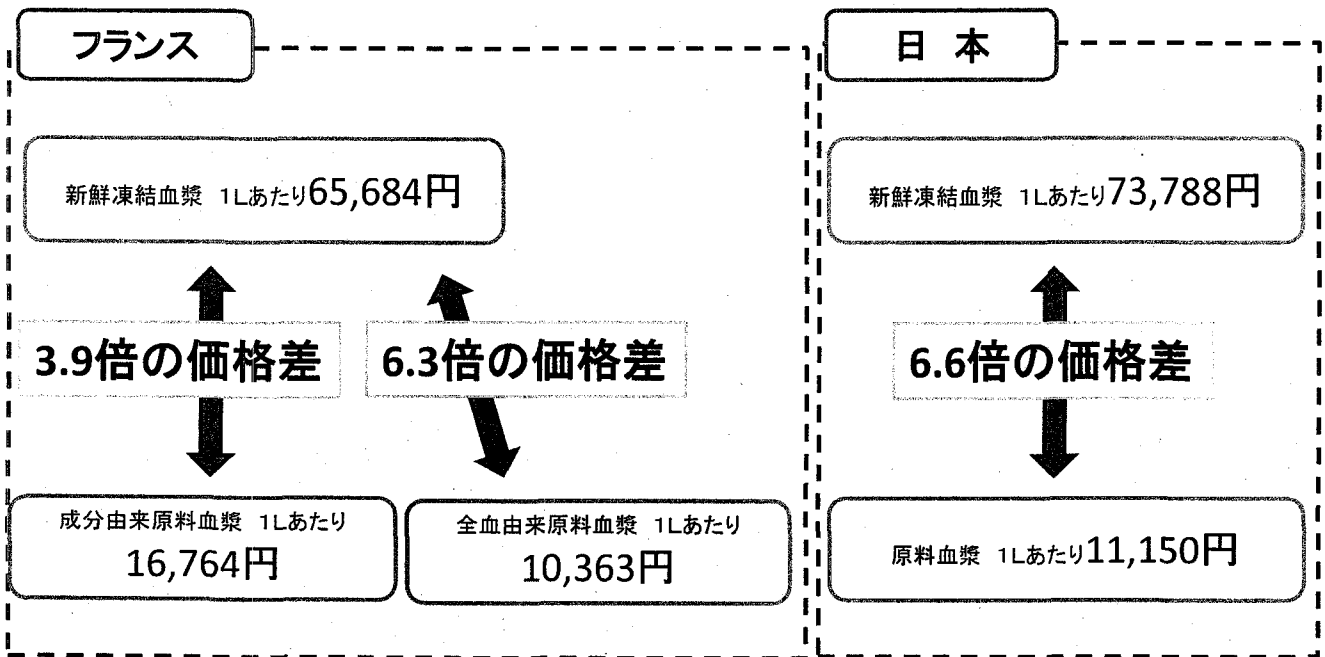 フランス
新鮮凍結血漿 1Lあたり65,684円
3.9倍の価格差
6.3倍の価格差
成分由来原料血漿 1Lあたり
16,764円
全血由来原料血漿 1Lあたり
10,363円
日 本
新鮮凍結血漿 1Lあたり73,788円
6.6倍の価格差
原料血漿 1Lあたり11,150円